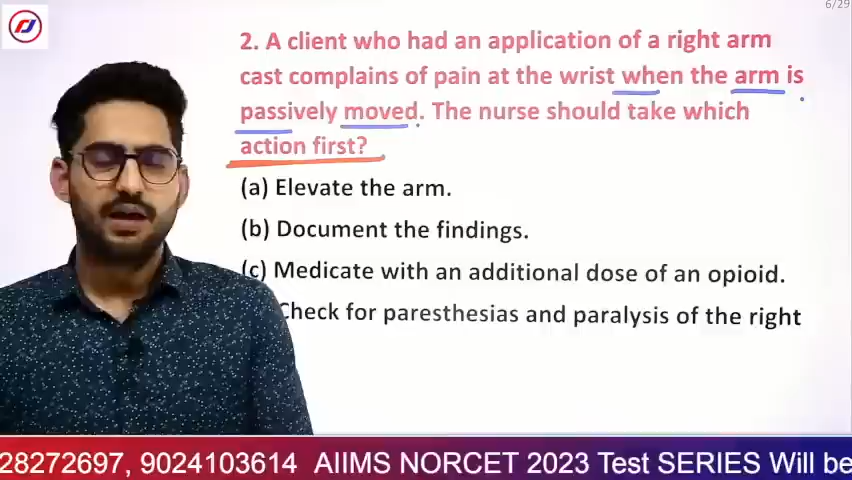 6/29
2. A client who had an application of a right arm
cast complains of pain at the wrist when the arm is
passively moved. The nurse should take which
action first?
(a) Elevate the arm.
(b) Document the findings.
(c) Medicate with an additional dose of an opioid.
Check for paresthesias and paralysis of the right
28272697, 9024103614 AIIMS NORCET 2023 Test SERIES Will be